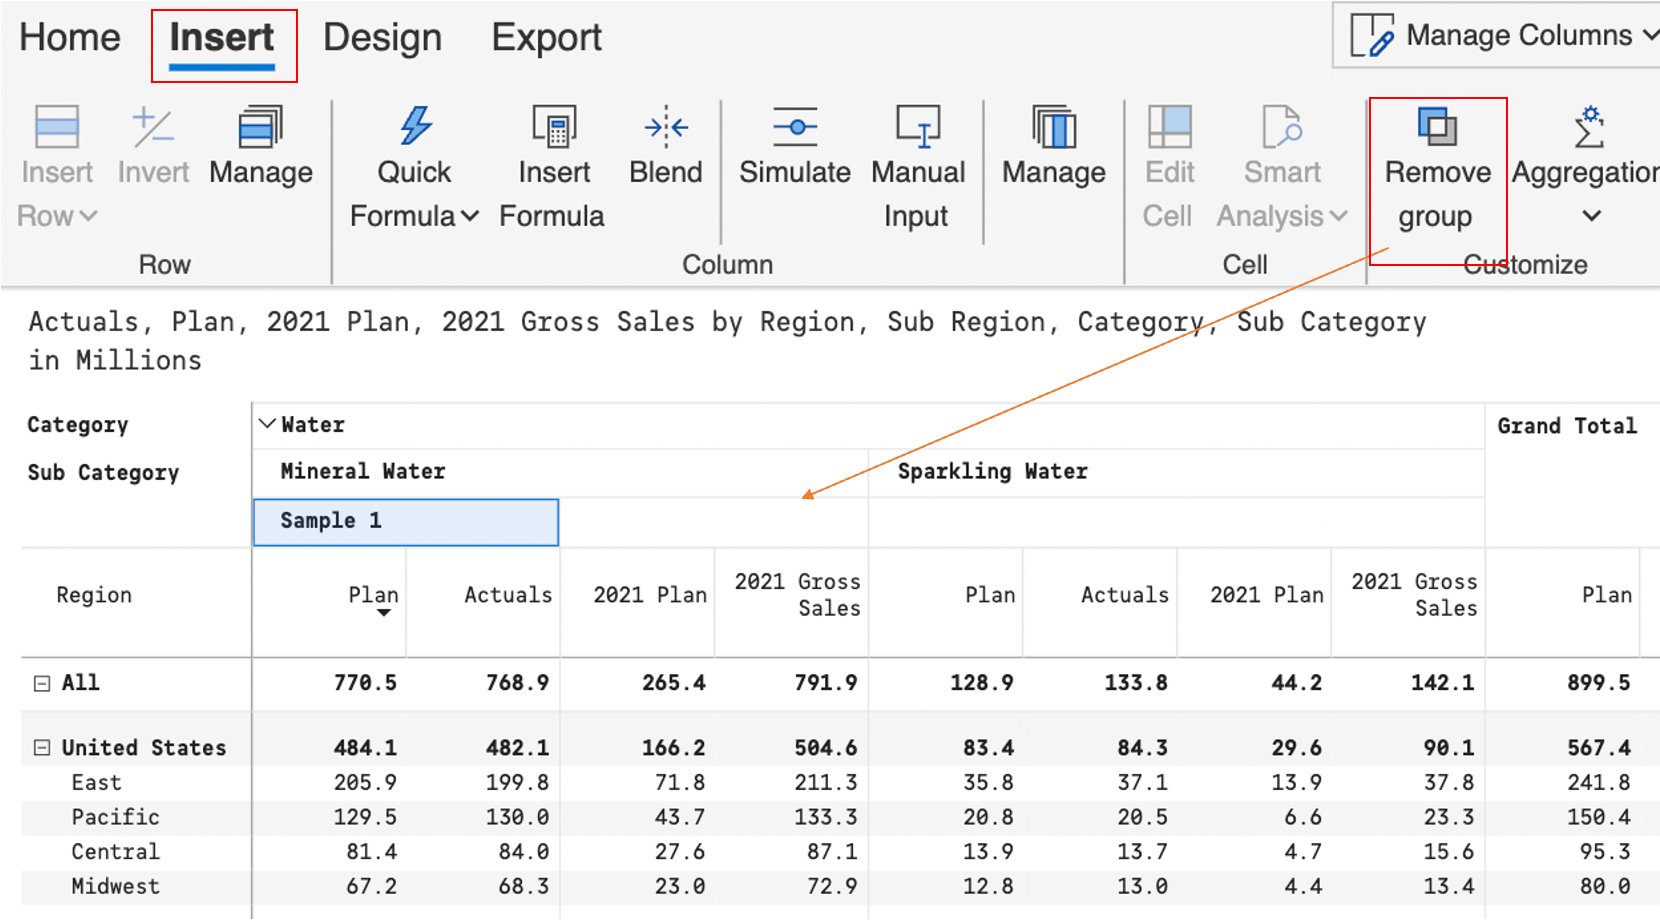 Home Insert Design Export Manage Columns
Insert Row
Invert
Manage
Row
Quick Formula
Insert Formula
Blend
Simulate
Manual Input
Manage
Column
Edit Cell
Smart Analysis
Cell
Remove group
Aggregation
Customize
Actuals, Plan, 2021 Plan, 2021 Gross Sales by Region, Sub Region, Category, Sub Category
in Millions
Category Water Grand Total
Sub Category Mineral Water Sparkling Water
Sample 1
Region Plan Actuals 2021 Plan 2021 Gross Sales Plan Actuals 2021 Plan 2021 Gross Sales Plan
All 770.5 768.9 265.4 791.9 128.9 133.8 44.2 142.1 899.5
United States 484.1 482.1 166.2 504.6 83.4 84.3 29.6 90.1 567.4
East 205.9 199.8 71.8 211.3 35.8 37.1 13.9 37.8 241.8
Pacific 129.5 130.0 43.7 133.3 20.8 20.5 6.6 23.3 150.4
Central 81.4 84.0 27.6 87.1 13.9 13.7 4.7 15.6 95.3
Midwest 67.2 68.3 23.0 72.9 12.8 13.0 4.4 13.4 80.0